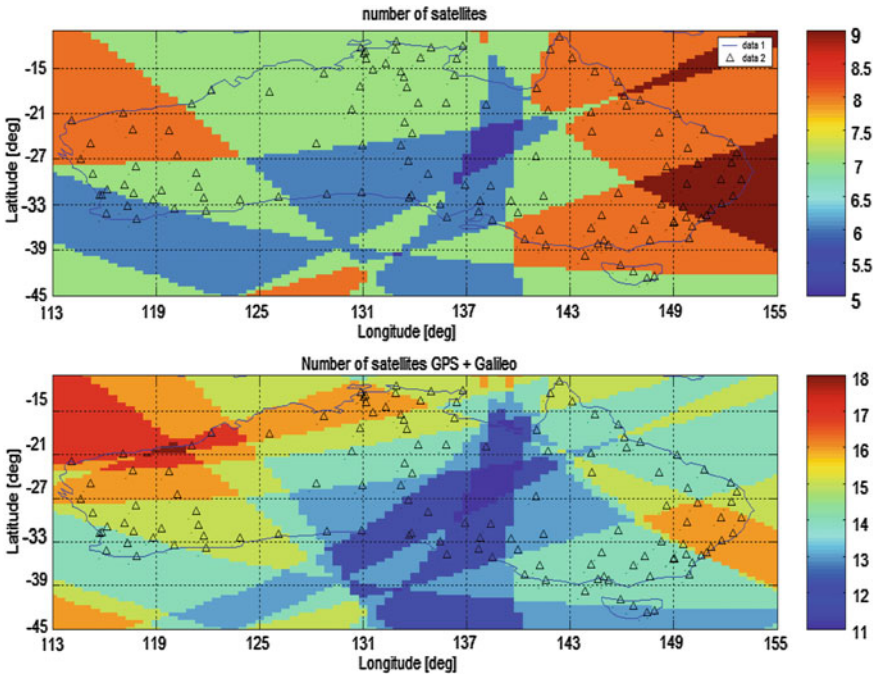 number of satellites
data 1
data 2
Latitude [deg]
-15
-21
-27
-33
-39
-45
113 119 125 131 137 143 149 155
Longitude [deg]
9
8.5
8
7.5
7
6.5
6
5.5
5
Number of satellites GPS + Galileo
Latitude [deg]
-15
-21
-27
-33
-39
-45
113 119 125 131 137 143 149 155
Longitude [deg]
18
17
16
15
14
13
12
11